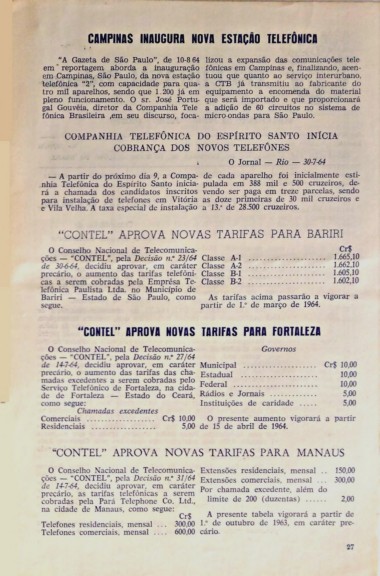 CAMPINAS INAUGURA NOVA ESTAÇÃO TELEFÔNICA
"A Gazeta de São Paulo", de 10-8-64
em reportagem aborda a inauguração
em Campinas, São Paulo, da nova estação
telefônica "2", com capacidade para qua-
tro mil aparelhos, sendo que 1.200 já em
pleno funcionamento. O sr. José Portu-
gal Gouvêia, diretor da Companhia Tele
fônica Brasileira ,em seu discurso, foca-
lizou a expansão das comunicações tele
fônicas em Campinas e, finalizando, acen-
tuou que quanto ao serviço interurbano,
a CTB já transmitiu ao fabricante do
equipamento a encomenda do material
que será importado e que proporcionará
a adição de 60 circuitos no sistema de
micro-ondas para São Paulo.
COMPANHIA TELEFÔNICA DO ESPÍRITO SANTO INÍCIA
COBRANÇA DOS NOVOS TELEFÔNES
O Jornal — Rio — 30-7-64
— A partir do próximo dia 9, a Compa-
nhia Telefônica do Espírito Santo inicia-
rá a chamada dos candidatos inscritos
para instalação de telefones em Vitória
e Vila Velha. A taxa especial de instalação
de cada aparelho foi inicialmente esti-
pulada em 388 mil e 500 cruzeiros, de-
vendo ser paga em treze parcelas, sendo
as doze primeiras de 30 mil cruzeiros e
a 13.ª de 28.500 cruzeiros.
"CONTEL" APROVA NOVAS TARIFAS PARA BARIRI
O Conselho Nacional de Telecomunica-
ções — "CONTEL", pela Decisão n.º 23/64
de 30-6-64, decidiu aprovar, em caráter
precário, o aumento das tarifas telefôni-
cas a serem cobradas pela Emprêsa Te-
lefônica Paulista Ltda. no Município de
Bariri — Estado de São Paulo, como
segue.
Cr$
Classe A-1 ................ 1.665,10
Classe A-2 ................ 1.662,10
Classe B-1 ................ 1.605,10
Classe B-2 ................ 1.602,10
As tarifas acima passarão a vigorar a
partir de 1.º de março de 1964.
"CONTEL" APROVA NOVAS TARIFAS PARA FORTALEZA
O Conselho Nacional de Telecomunica-
ções — "CONTEL", pela Decisão n.º 27/64
de 14-7-64, decidiu aprovar, em caráter
precário, o aumento das tarifas das cha-
madas excedentes a serem cobradas pelo
Serviço Telefônico de Fortaleza, na cida-
de de Fortaleza — Estado do Ceará,
como segue:
Chamadas excedentes
Comerciais ................ Cr$ 10,00
Residenciais ................ 5,00
Governos
Municipal ................ Cr$ 10,00
Estadual ................ 10,00
Federal ................ 10,00
Rádios e Jornais ................ 5,00
Instituições de caridade ..... 5,00
O presente aumento vigorará a partir
de 15 de abril de 1964.
"CONTEL" APROVA NOVAS TARIFAS PARA MANAUS
O Conselho Nacional de Telecomunica-
ções — "CONTEL", pela Decisão n.º 31/64
de 14-7-64, decidiu aprovar, em caráter
precário, as tarifas telefônicas a serem
cobradas pela Pará Telephone Co. Ltd.,
na cidade de Manaus, como segue:
Cr$
Telefones residenciais, mensal ... 300,00
Telefones comerciais, mensal .... 600,00
Extensões residenciais, mensal .. 150,00
Extensões comerciais, mensal ... 300,00
Por chamada excedente, além do
limite de 200 (duzentas) ...... 2,00
A presente tabela vigorará a partir de
1.º de outubro de 1963, em caráter pre-
cário.
27